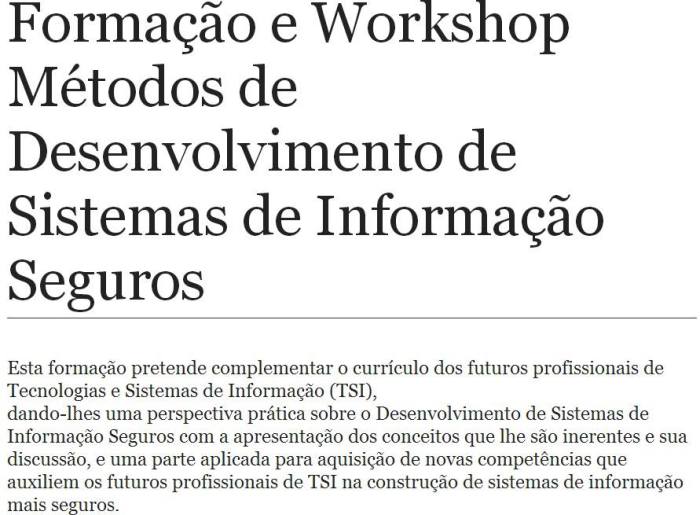 Formação e Workshop
Métodos de
Desenvolvimento de
Sistemas de Informação
Seguros
Esta formação pretende complementar o currículo dos futuros profissionais de
Tecnologias e Sistemas de Informação (TSI),
dando-lhes uma perspectiva prática sobre o Desenvolvimento de Sistemas de
Informação Seguros com a apresentação dos conceitos que lhe são inerentes e sua
discussão, e uma parte aplicada para aquisição de novas competências que
auxiliem os futuros profissionais de TSI na construção de sistemas de informação
mais seguros.